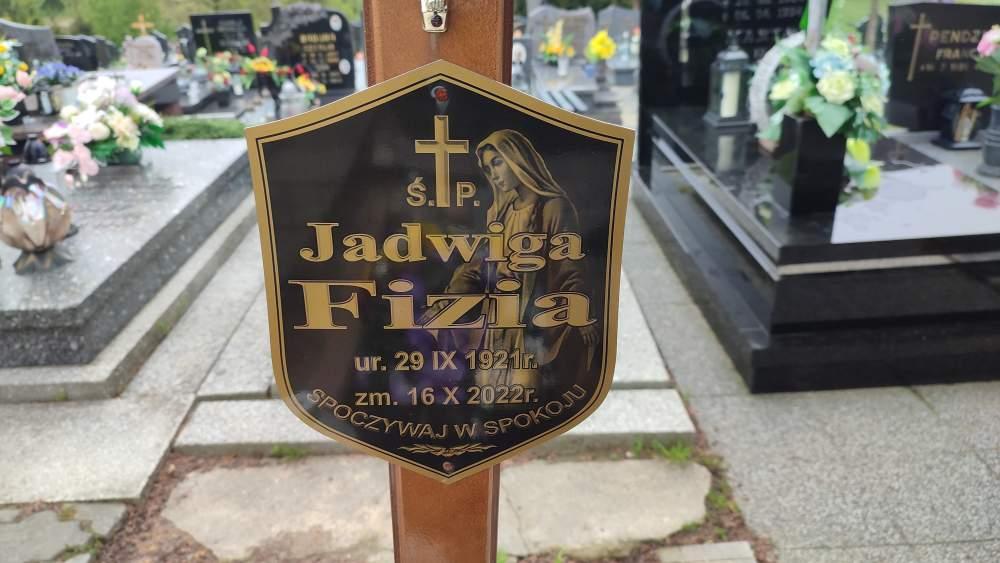 Ś. P.
Jadwiga
Fizia
ur. 29 IX 1921r.
zm. 16 X 2022r.
SPOCZYWAJ W SPOKOJU